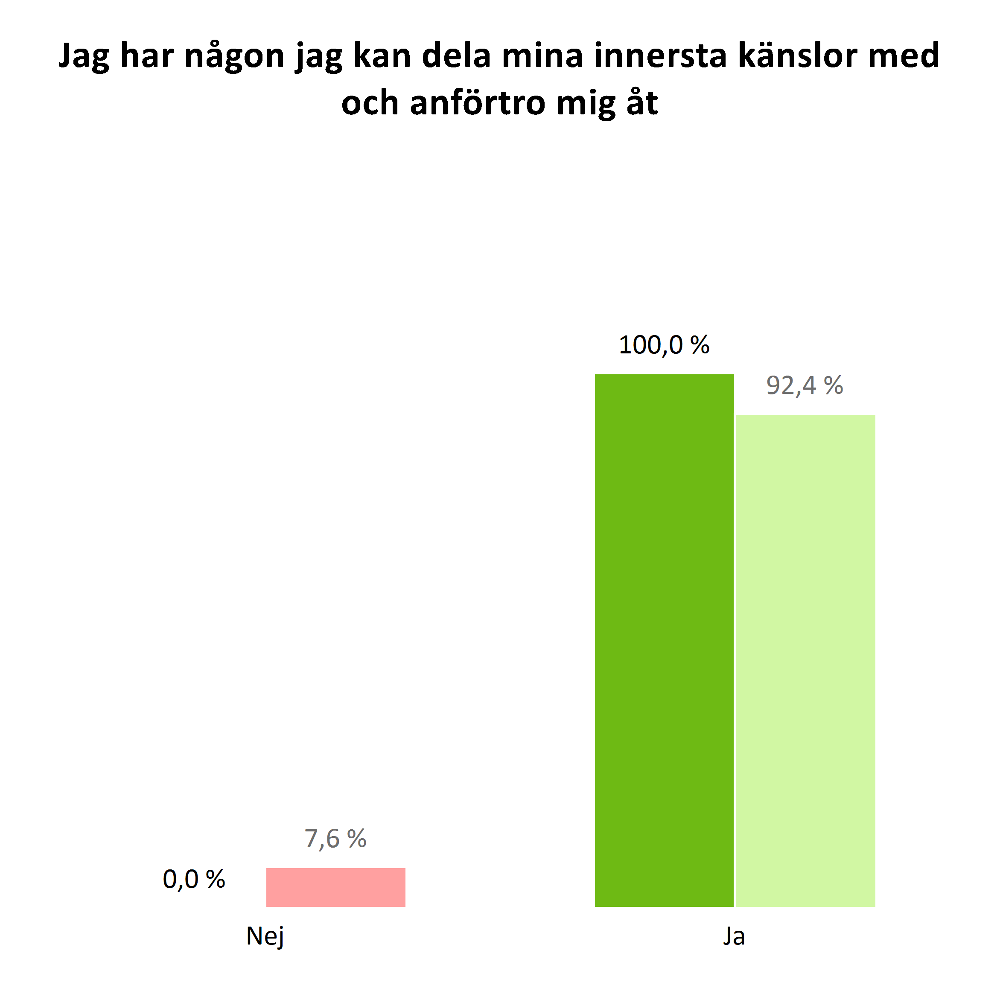 Jag har någon jag kan dela mina innersta känslor med
och anförtro mig åt
100,0 %
92,4 %
7,6 %
0,0 %
Nej
Ja